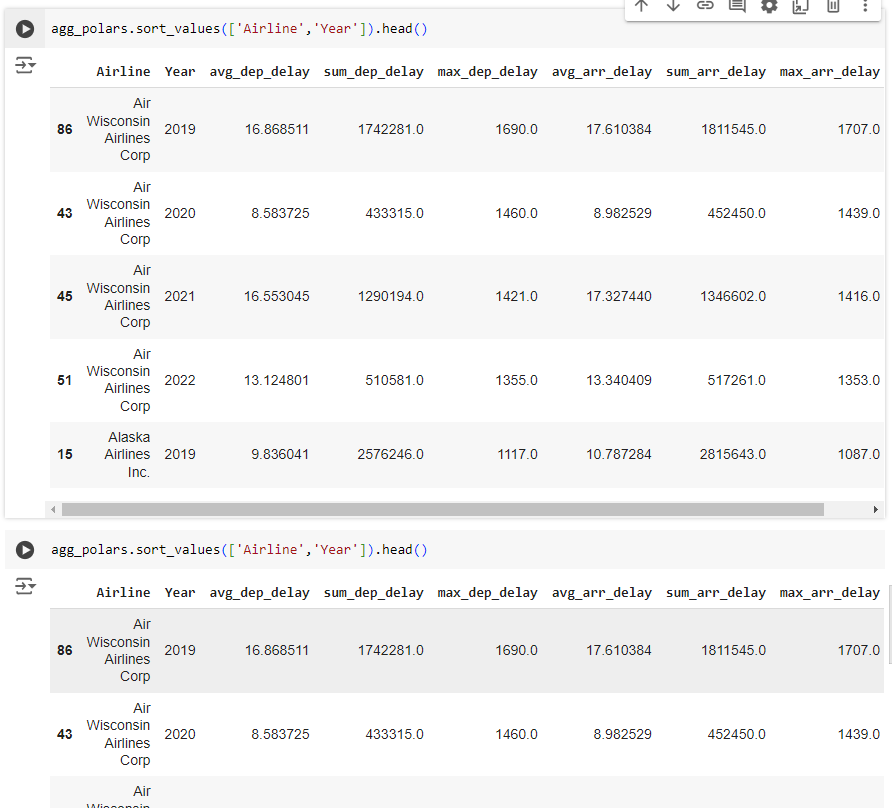 agg_polars.sort_values(['Airline','Year']).head()
Airline Year avg_dep_delay sum_dep_delay max_dep_delay avg_arr_delay sum_arr_delay max_arr_delay
Air
Wisconsin
86 2019 16.868511 1742281.0 1690.0 17.610384 1811545.0 1707.0
Airlines
Corp
Air
Wisconsin
43 2020 8.583725 433315.0 1460.0 8.982529 452450.0 1439.0
Airlines
Corp
Air
Wisconsin
45 2021 16.553045 1290194.0 1421.0 17.327440 1346602.0 1416.0
Airlines
Corp
Air
Wisconsin
51 2022 13.124801 510581.0 1355.0 13.340409 517261.0 1353.0
Airlines
Corp
Alaska
15 Airlines 2019 9.836041 2576246.0 1117.0 10.787284 2815643.0 1087.0
Inc.
agg_polars.sort_values(['Airline','Year']).head()
Airline Year avg_dep_delay sum_dep_delay max_dep_delay avg_arr_delay sum_arr_delay max_arr_delay
Air
Wisconsin
86 2019 16.868511 1742281.0 1690.0 17.610384 1811545.0 1707.0
Airlines
Corp
Air
Wisconsin
43 2020 8.583725 433315.0 1460.0 8.982529 452450.0 1439.0
Airlines
Corp
Air
Wisconsin